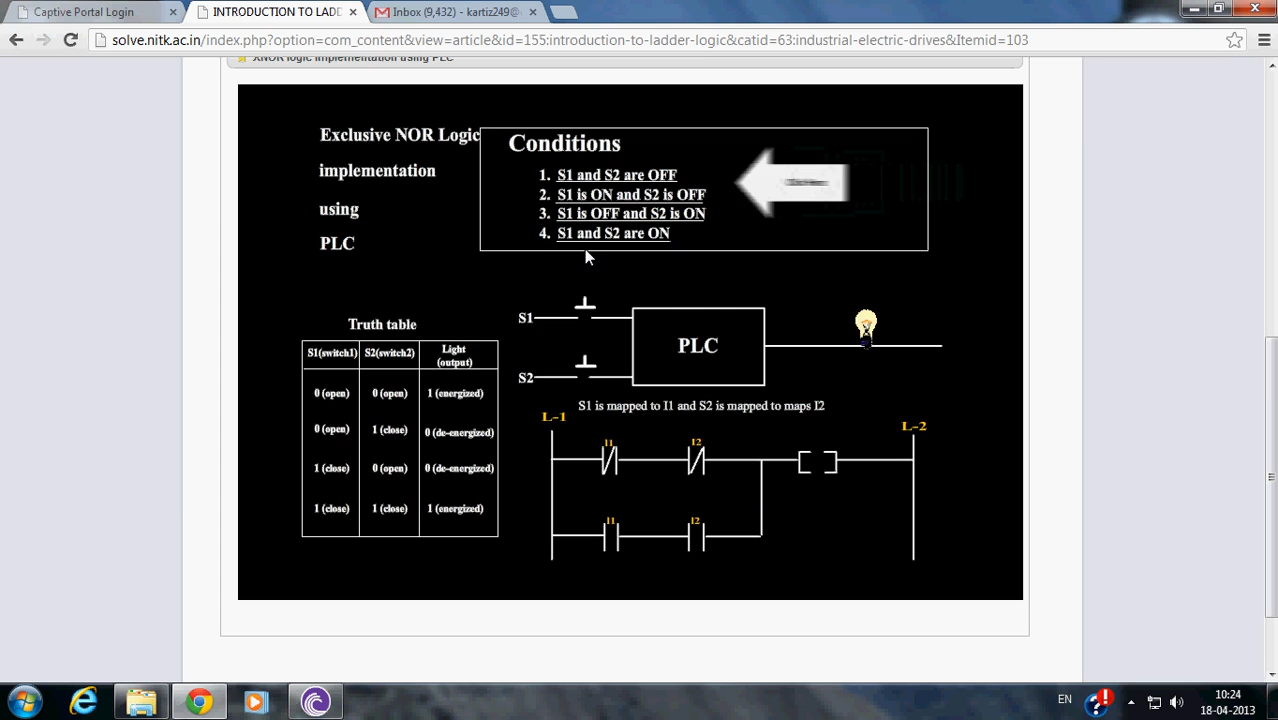 Captive Portal Login
INTRODUCTION TO LADD
Inbox (9,432) - kartiz249@
solve.nitk.ac.in/index.php?option=com_content&view=article&id=155:introduction-to-ladder-logic&catid=63:industrial-electric-drives&Itemid=103
XNOR logic implementation using PLC
Exclusive NOR Logic
implementation
using
PLC
Conditions
1. S1 and S2 are OFF
2. S1 is ON and S2 is OFF
3. S1 is OFF and S2 is ON
4. S1 and S2 are ON
S1
S2
PLC
S1 is mapped to I1 and S2 is mapped to maps I2
Truth table
S1(switch1) S2(switch2) Light (output)
0 (open) 0 (open) 1 (energized)
0 (open) 1 (close) 0 (de-energized)
1 (close) 0 (open) 0 (de-energized)
1 (close) 1 (close) 1 (energized)
L-1
L-2
I1 I2
I1 I2
EN
10:24
18-04-2013